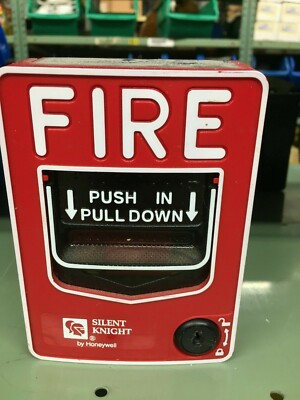 FIRE
PUSH IN
PULL DOWN
SILENT
KNIGHT
®
by Honeywell